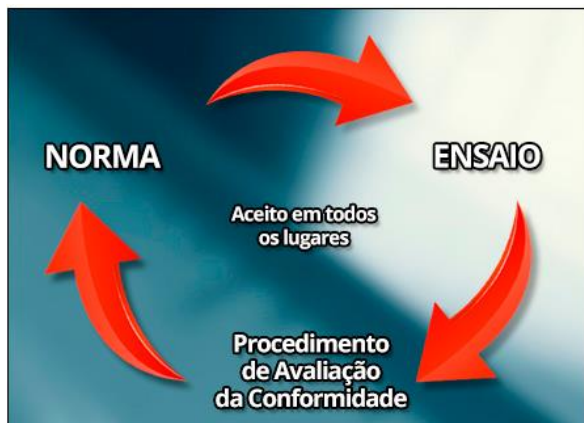 NORMA
ENSAIO
Aceito em todos
os lugares
Procedimento
de Avaliação
da Conformidade